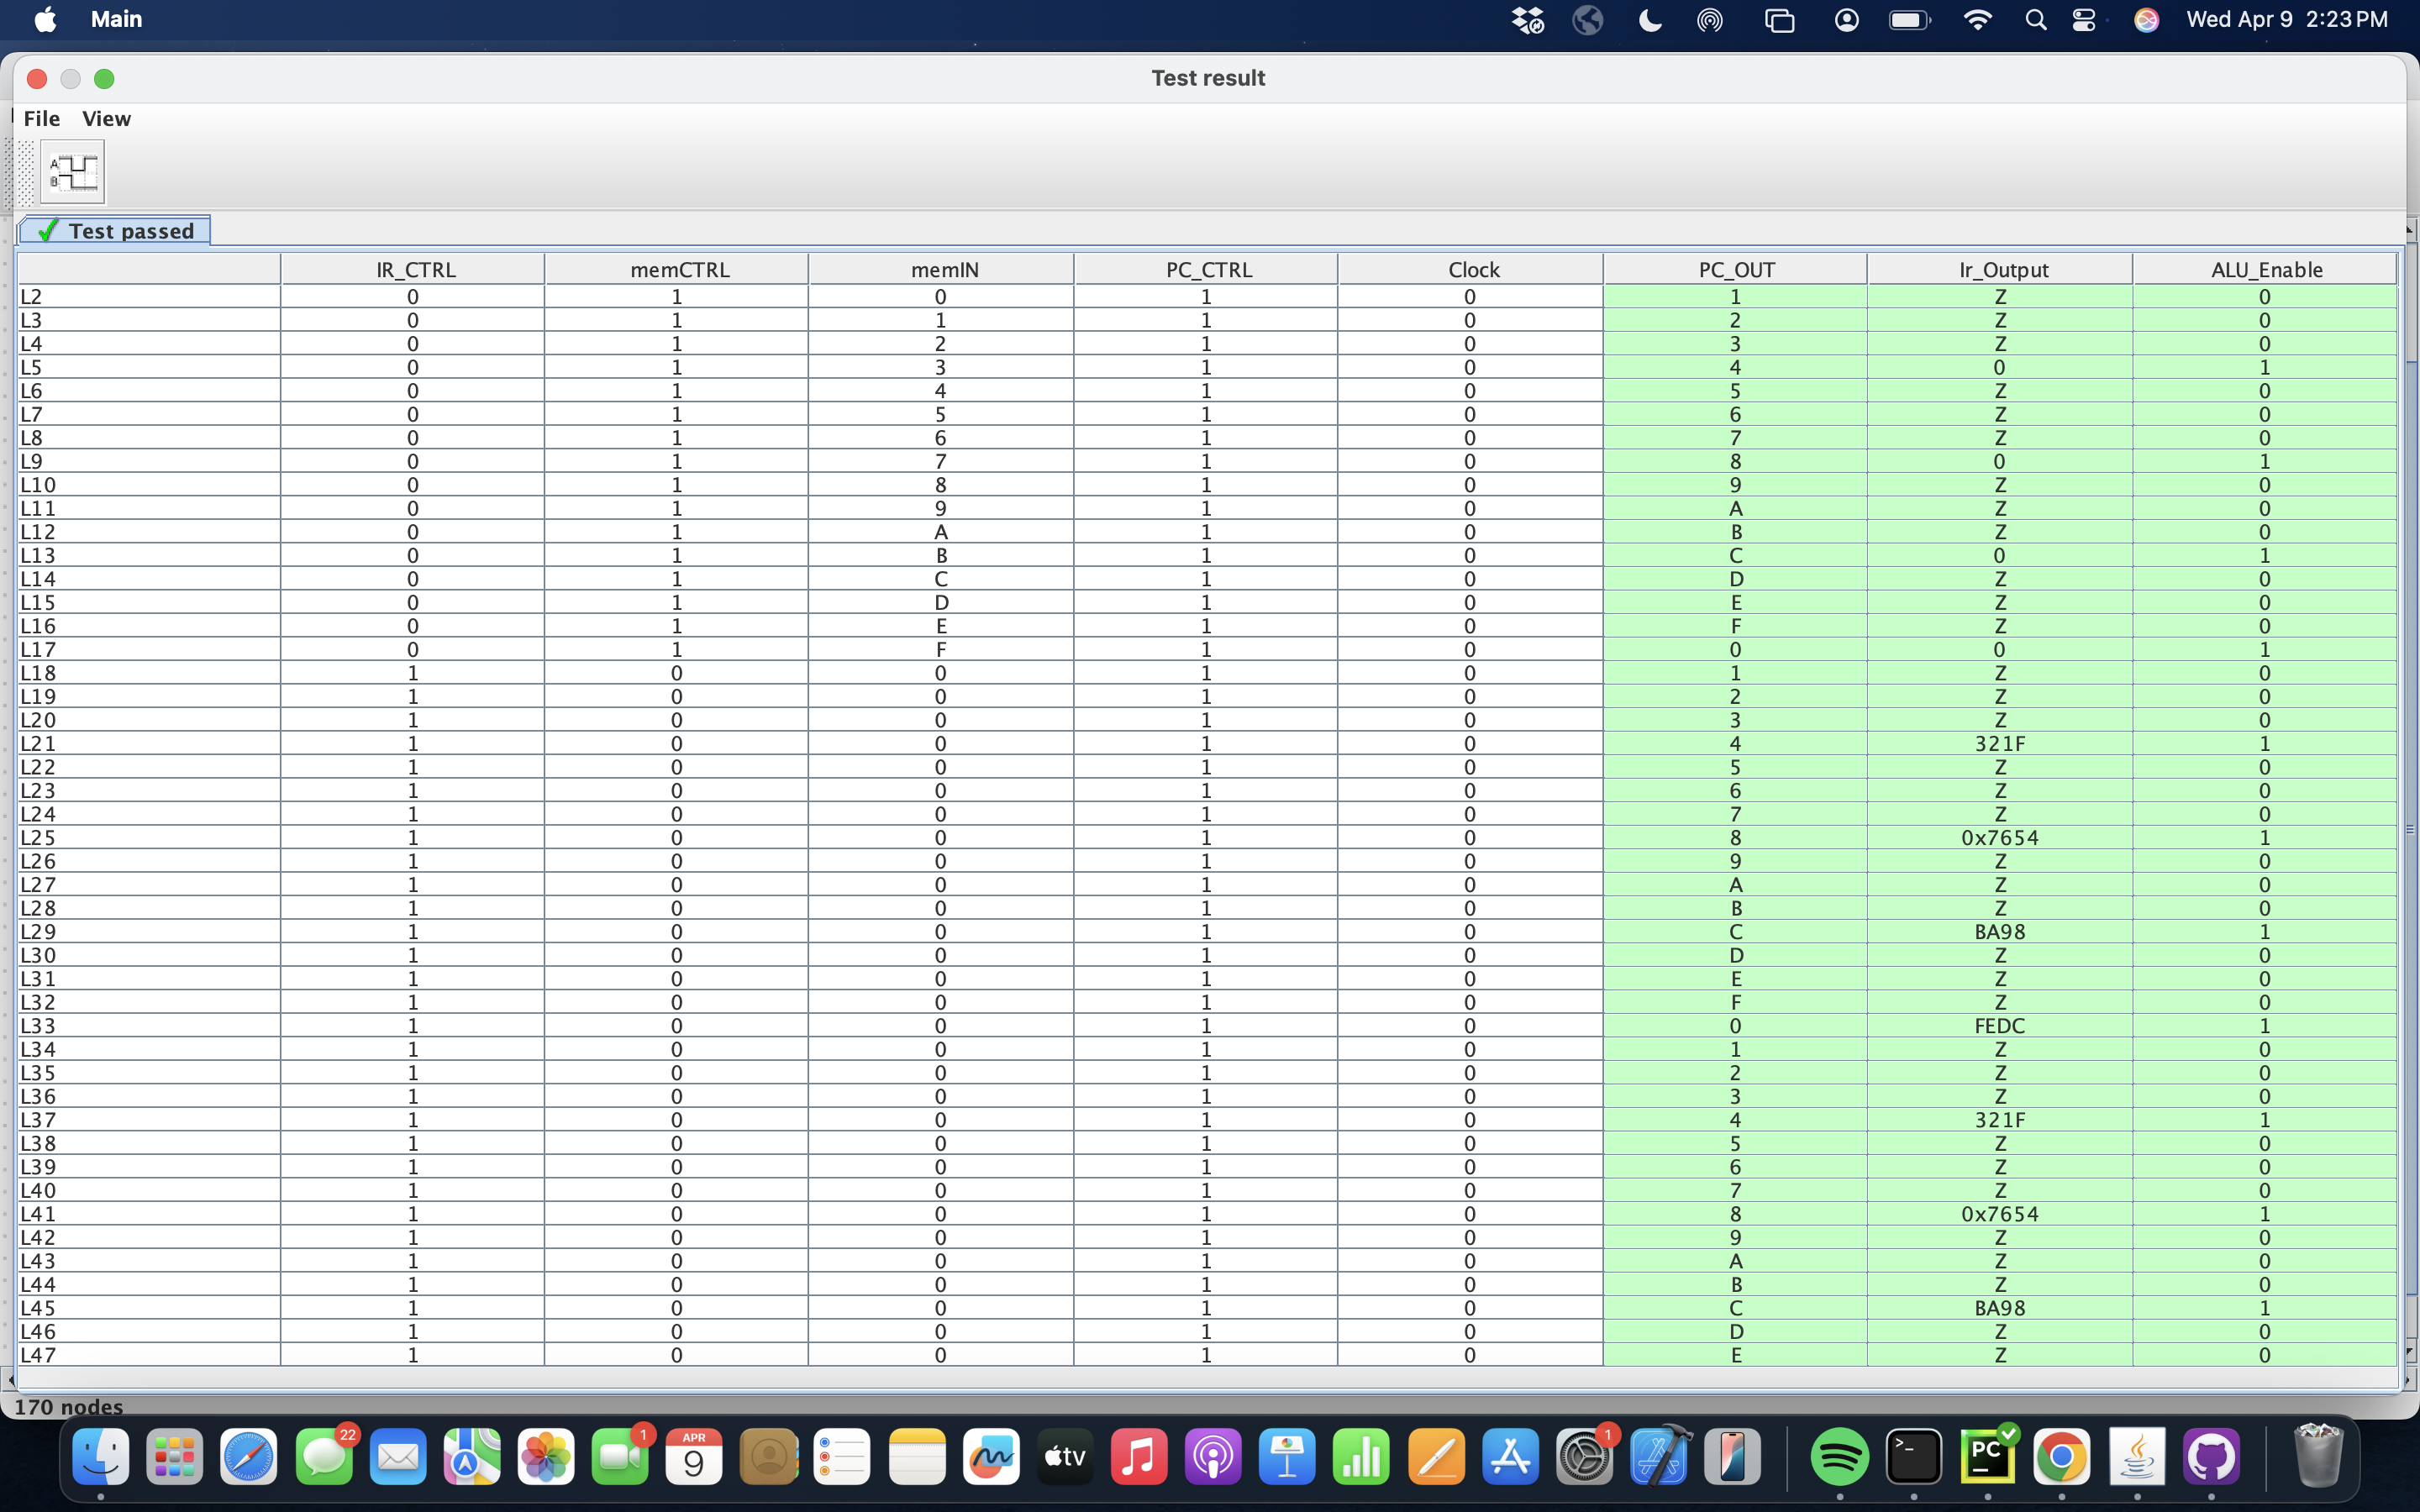 Main Wed Apr 9 2:23 PM
Test result
File View
A
B
Test passed
IR_CTRL memCTRL memIN PC_CTRL Clock PC_OUT Ir_Output ALU_Enable
L2 0 1 0 1 0 1 Z 0
L3 0 1 1 1 0 2 Z 0
L4 0 1 2 1 0 3 Z 0
L5 0 1 3 1 0 4 0 1
L6 0 1 4 1 0 5 Z 0
L7 0 1 5 1 0 6 Z 0
L8 0 1 6 1 0 7 Z 0
L9 0 1 7 1 0 8 0 1
L10 0 1 8 1 0 9 Z 0
L11 0 1 9 1 0 A Z 0
L12 0 1 A 1 0 B Z 0
L13 0 1 B 1 0 C 0 1
L14 0 1 C 1 0 D Z 0
L15 0 1 D 1 0 E Z 0
L16 0 1 E 1 0 F Z 0
L17 0 1 F 1 0 0 0 1
L18 1 0 0 1 0 1 Z 0
L19 1 0 0 1 0 2 Z 0
L20 1 0 0 1 0 3 Z 0
L21 1 0 0 1 0 4 321F 1
L22 1 0 0 1 0 5 Z 0
L23 1 0 0 1 0 6 Z 0
L24 1 0 0 1 0 7 Z 0
L25 1 0 0 1 0 8 0x7654 1
L26 1 0 0 1 0 9 Z 0
L27 1 0 0 1 0 A Z 0
L28 1 0 0 1 0 B Z 0
L29 1 0 0 1 0 C BA98 1
L30 1 0 0 1 0 D Z 0
L31 1 0 0 1 0 E Z 0
L32 1 0 0 1 0 F Z 0
L33 1 0 0 1 0 0 FEDC 1
L34 1 0 0 1 0 1 Z 0
L35 1 0 0 1 0 2 Z 0
L36 1 0 0 1 0 3 Z 0
L37 1 0 0 1 0 4 321F 1
L38 1 0 0 1 0 5 Z 0
L39 1 0 0 1 0 6 Z 0
L40 1 0 0 1 0 7 Z 0
L41 1 0 0 1 0 8 0x7654 1
L42 1 0 0 1 0 9 Z 0
L43 1 0 0 1 0 A Z 0
L44 1 0 0 1 0 B Z 0
L45 1 0 0 1 0 C BA98 1
L46 1 0 0 1 0 D Z 0
L47 1 0 0 1 0 E Z 0
170 nodes
22 1 APR 9 tv 1 >_ PC